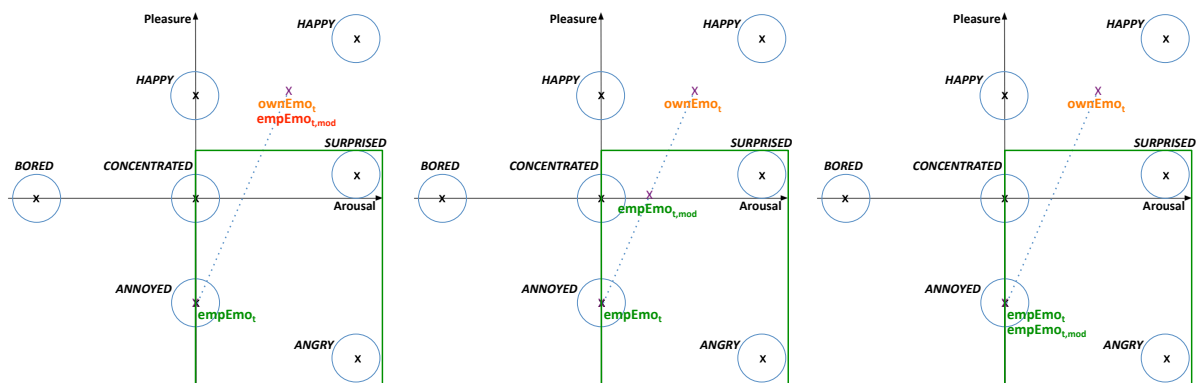 Pleasure
HAPPY
HAPPY
ownEmot
empEmot,mod
SURPRISED
BORED
CONCENTRATED
Arousal
ANNOYED
empEmot
ANGRY
Pleasure
HAPPY
HAPPY
ownEmot
SURPRISED
BORED
CONCENTRATED
empEmot,mod
Arousal
ANNOYED
empEmot
ANGRY
Pleasure
HAPPY
HAPPY
ownEmot
SURPRISED
BORED
CONCENTRATED
Arousal
ANNOYED
empEmot
empEmot,mod
ANGRY